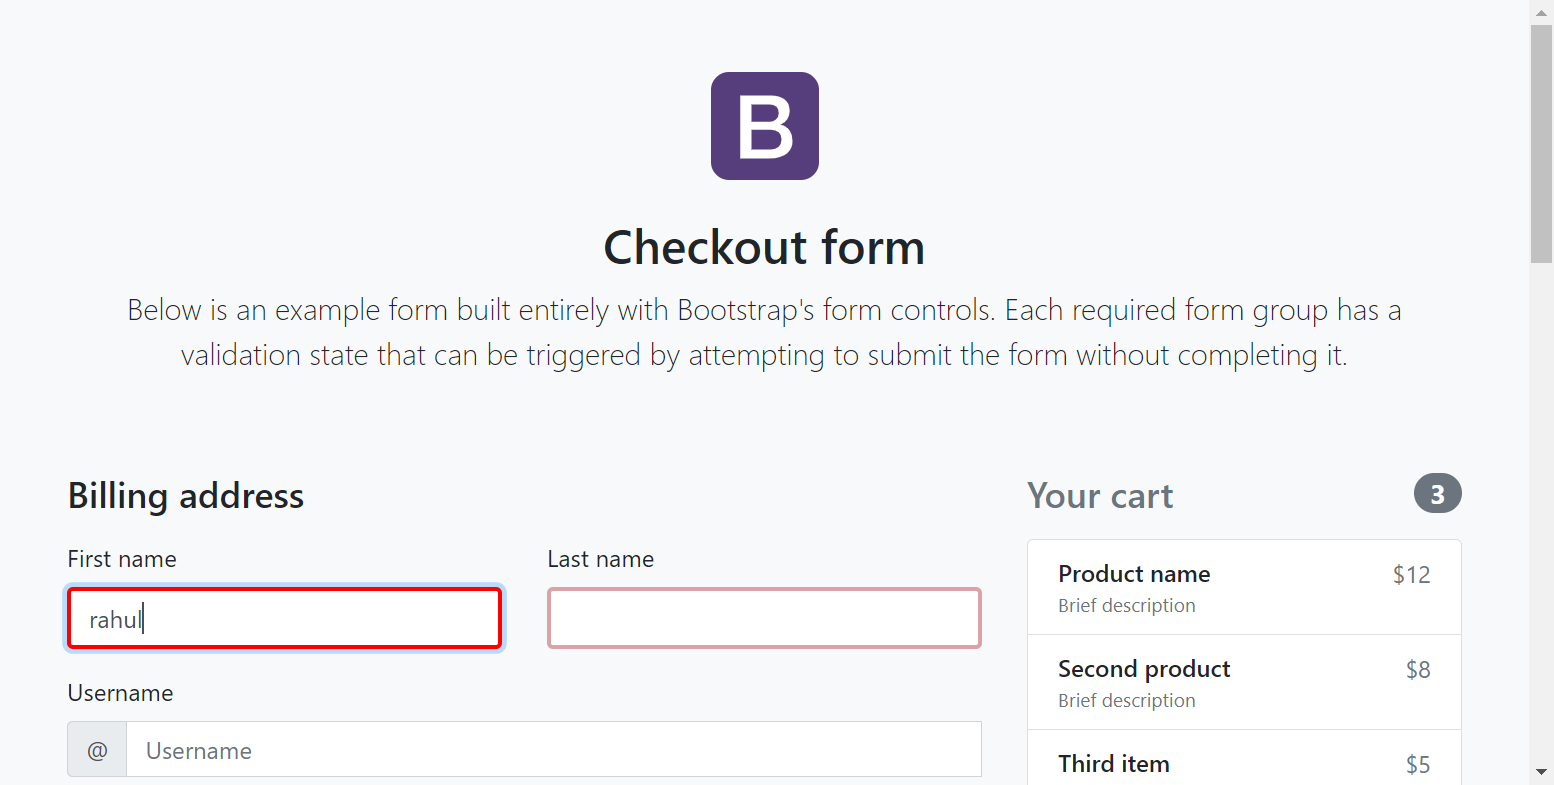 B
Checkout form
Below is an example form built entirely with Bootstrap's form controls. Each required form group has a
validation state that can be triggered by attempting to submit the form without completing it.
Billing address
First name
Last name
rahul
Username
@
Username
Your cart
3
Product name
$12
Brief description
Second product
$8
Brief description
Third item
$5